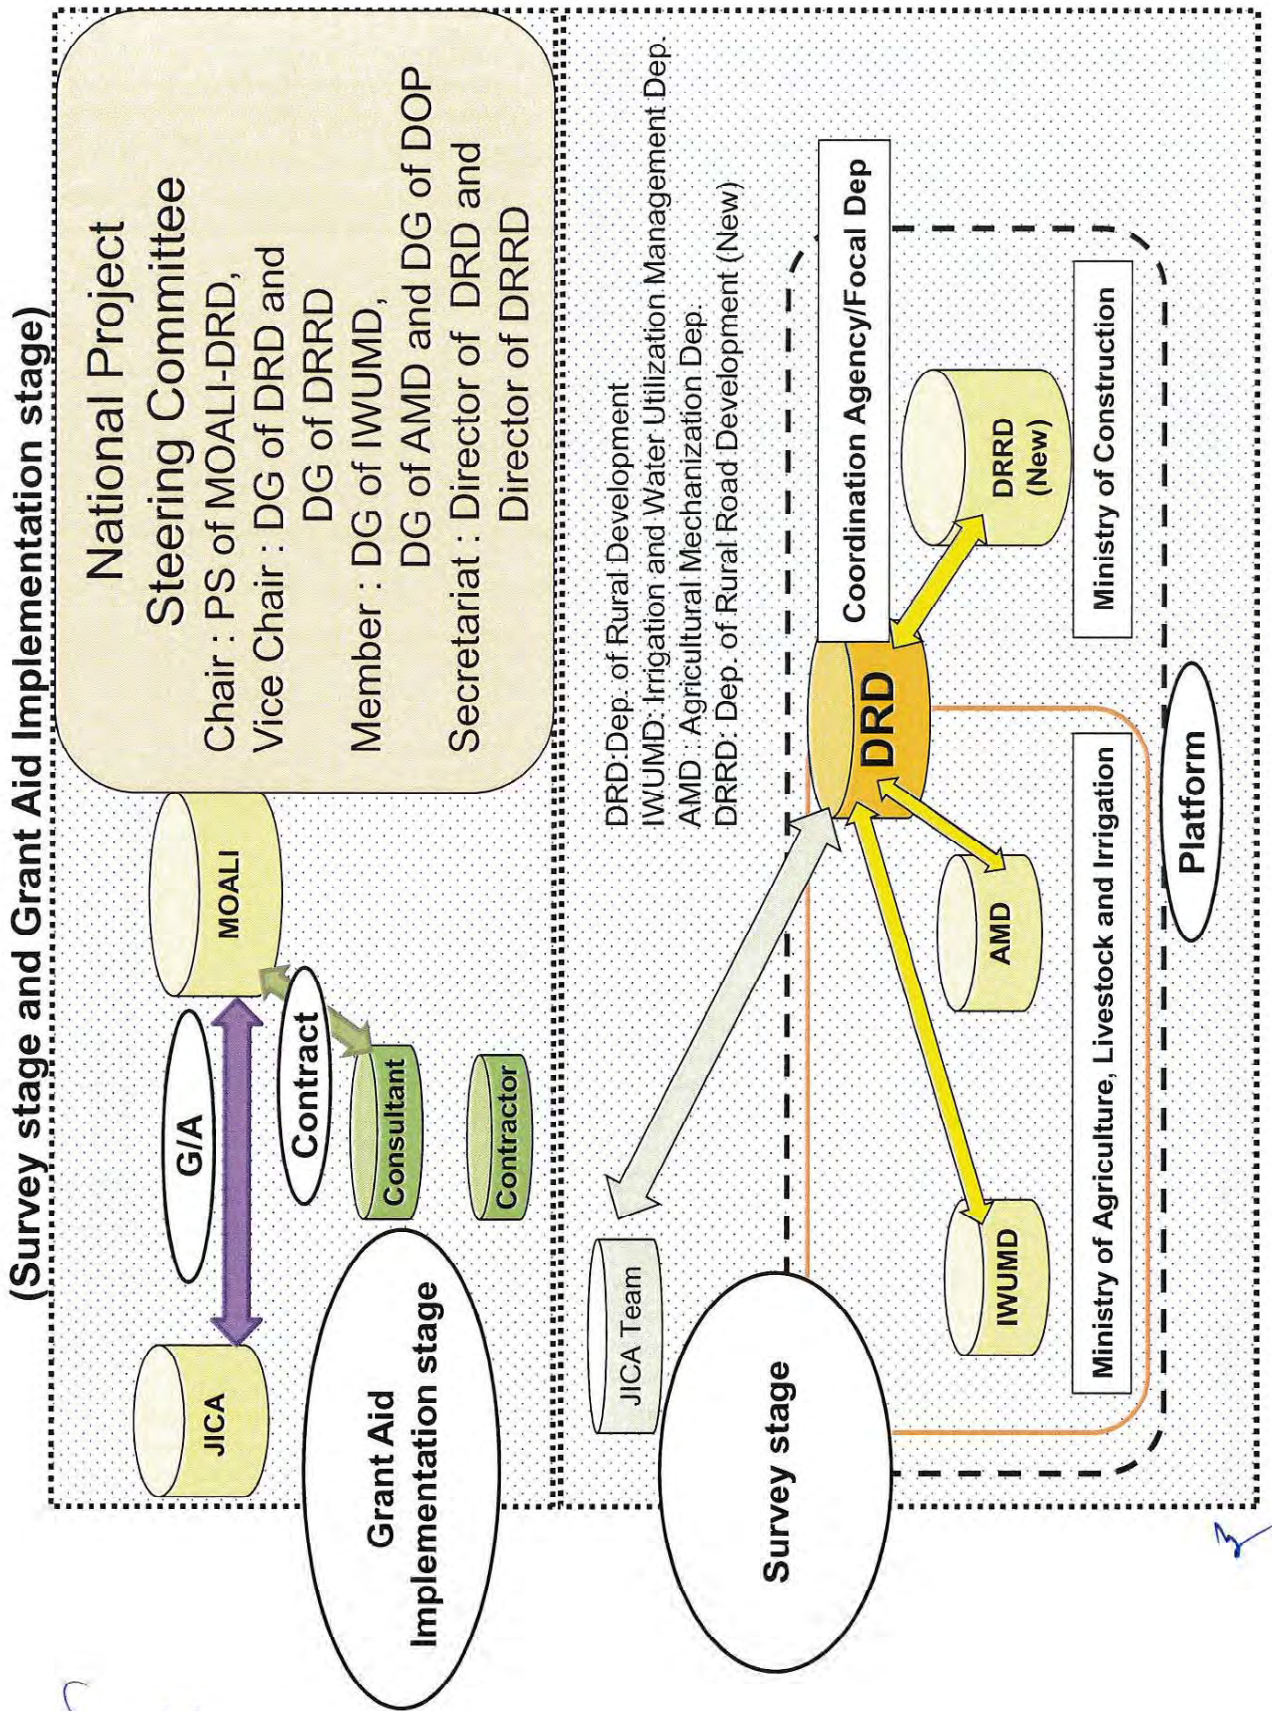 (Survey stage and Grant Aid Implementation stage)
JICA
G/A
MOALI
Contract
Consultant
Contractor
Grant Aid
Implementation stage
National Project
Steering Committee
Chair : PS of MOALI-DRD,
Vice Chair : DG of DRD and
DG of DRRD
Member : DG of IWUMD,
DG of AMD and DG of DOP
Secretariat : Director of DRD and
Director of DRRD
JICA Team
DRD:Dep. of Rural Development
IWUMD: Irrigation and Water Utilization Management Dep.
AMD : Agricultural Mechanization Dep.
DRRD: Dep. of Rural Road Development (New)
Survey stage
DRD
Coordination Agency/Focal Dep
IWUMD
AMD
DRRD
(New)
Ministry of Agriculture, Livestock and Irrigation
Ministry of Construction
Platform